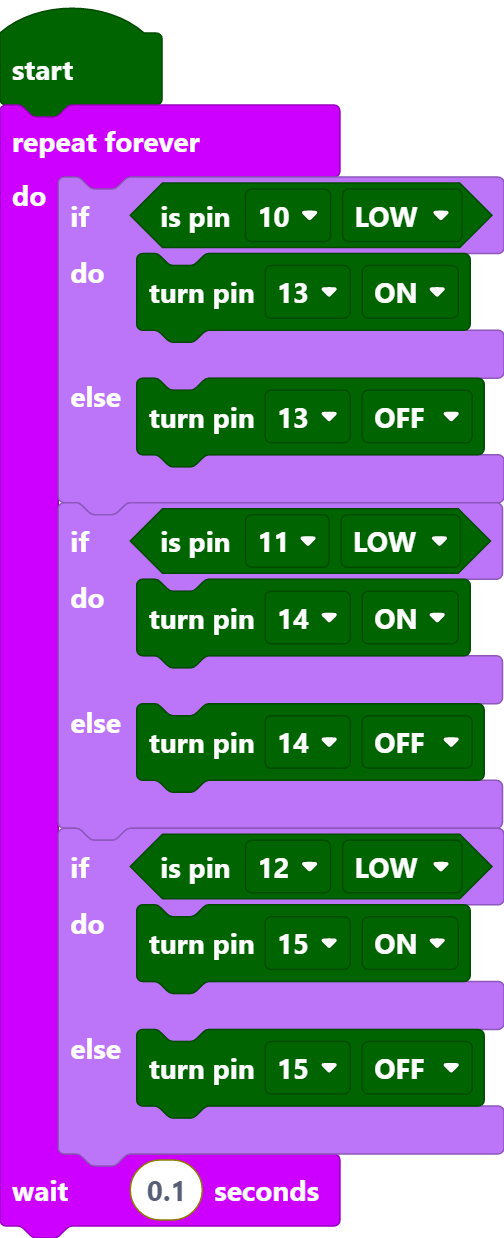 start
repeat forever
do
if is pin 10 LOW
do turn pin 13 ON
else turn pin 13 OFF
if is pin 11 LOW
do turn pin 14 ON
else turn pin 14 OFF
if is pin 12 LOW
do turn pin 15 ON
else turn pin 15 OFF
wait 0.1 seconds